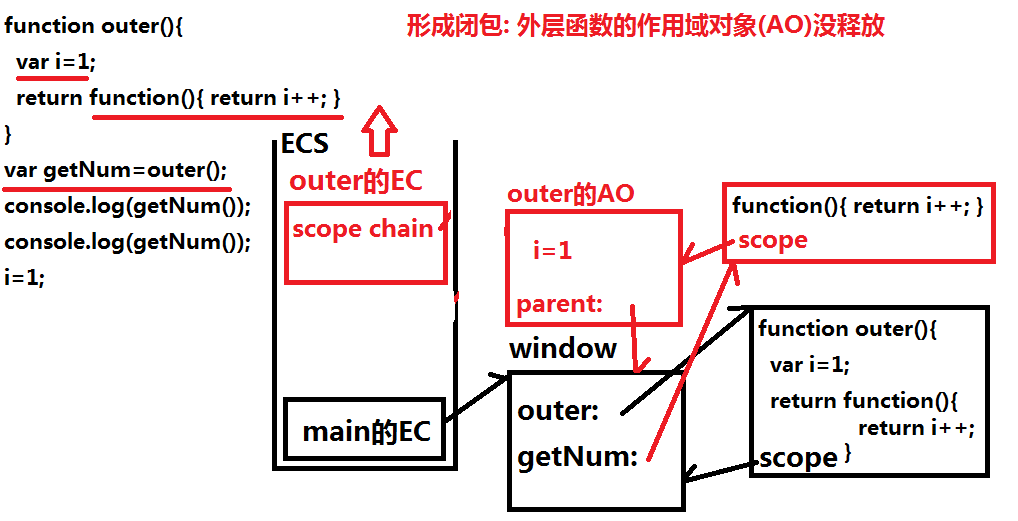 function outer(){
var i=1;
return function(){ return i++; }
}
var getNum=outer();
console.log(getNum());
console.log(getNum());
i=1;
形成闭包: 外层函数的作用域对象(AO)没释放
ECS
outer的EC
scope chain
main的EC
outer的AO
i=1
parent:
window
outer:
getNum:
function(){ return i++; }
scope
function outer(){
var i=1;
return function(){
return i++;
}
scope